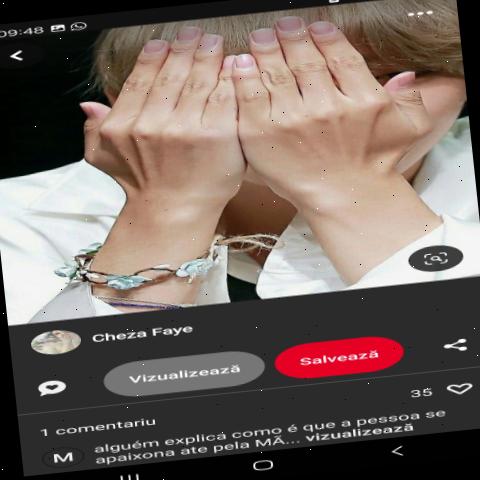 09:48
Cheza Faye
Vizualizează
Salvează
35
1 comentariu
M
alguém explica como é que a pessoa se
apaixona ate pela MÃ... vizualizează